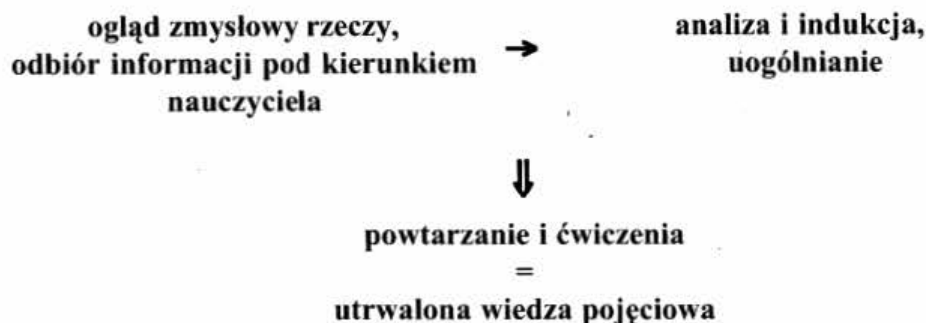 ogląd zmysłowy rzeczy,
odbiór informacji pod kierunkiem
nauczyciela
→
analiza i indukcja,
uogólnianie
⇓
powtarzanie i ćwiczenia
=
utrwalona wiedza pojęciowa